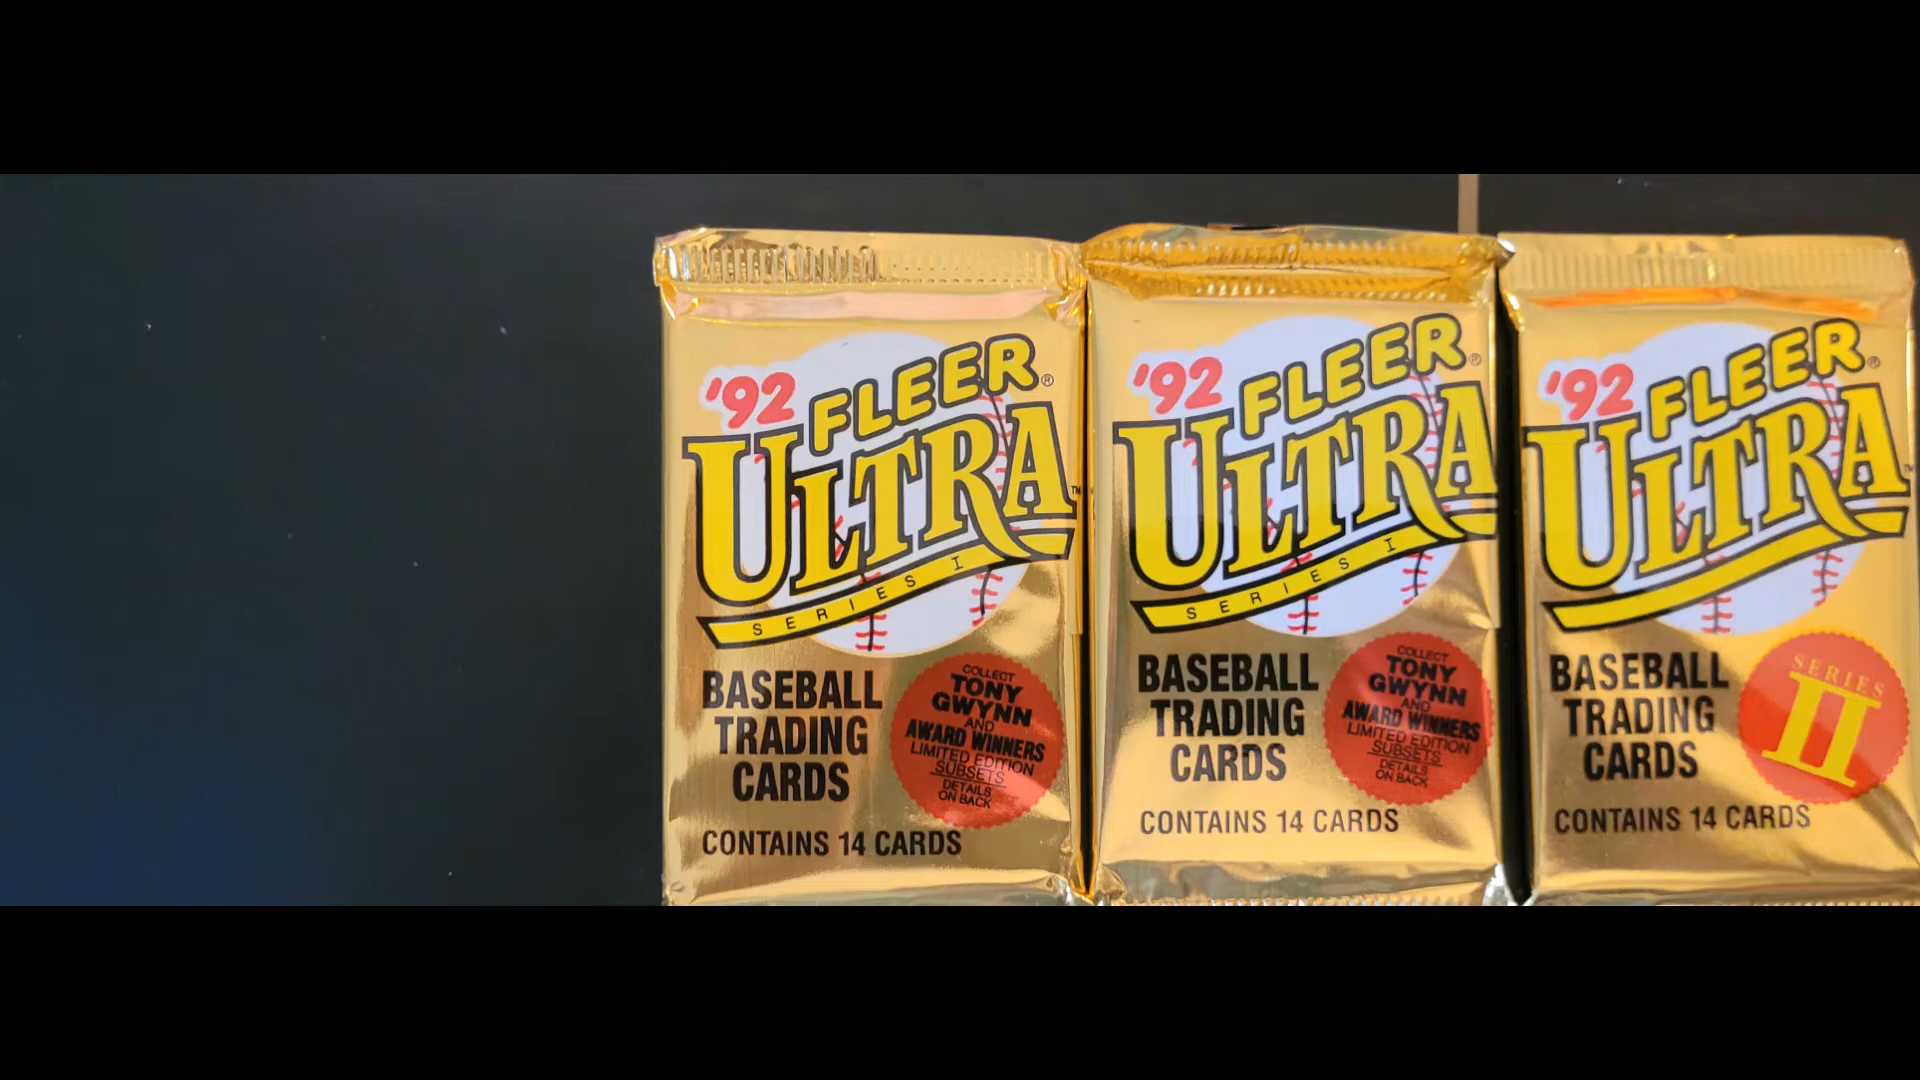 '92 FLEER®
ULTRA™
SERIES I
BASEBALL
TRADING
CARDS
COLLECT
TONY
GWYNN
AND
AWARD WINNERS
LIMITED EDITION
SUBSETS
DETAILS
ON BACK
CONTAINS 14 CARDS
'92 FLEER®
ULTRA
SERIES I
BASEBALL
TRADING
CARDS
COLLECT
TONY
GWYNN
AND
AWARD WINNERS
LIMITED EDITION
SUBSETS
DETAILS
ON BACK
CONTAINS 14 CARDS
'92 FLEER®
ULTRA™
BASEBALL
TRADING
CARDS
SERIES
II
CONTAINS 14 CARDS